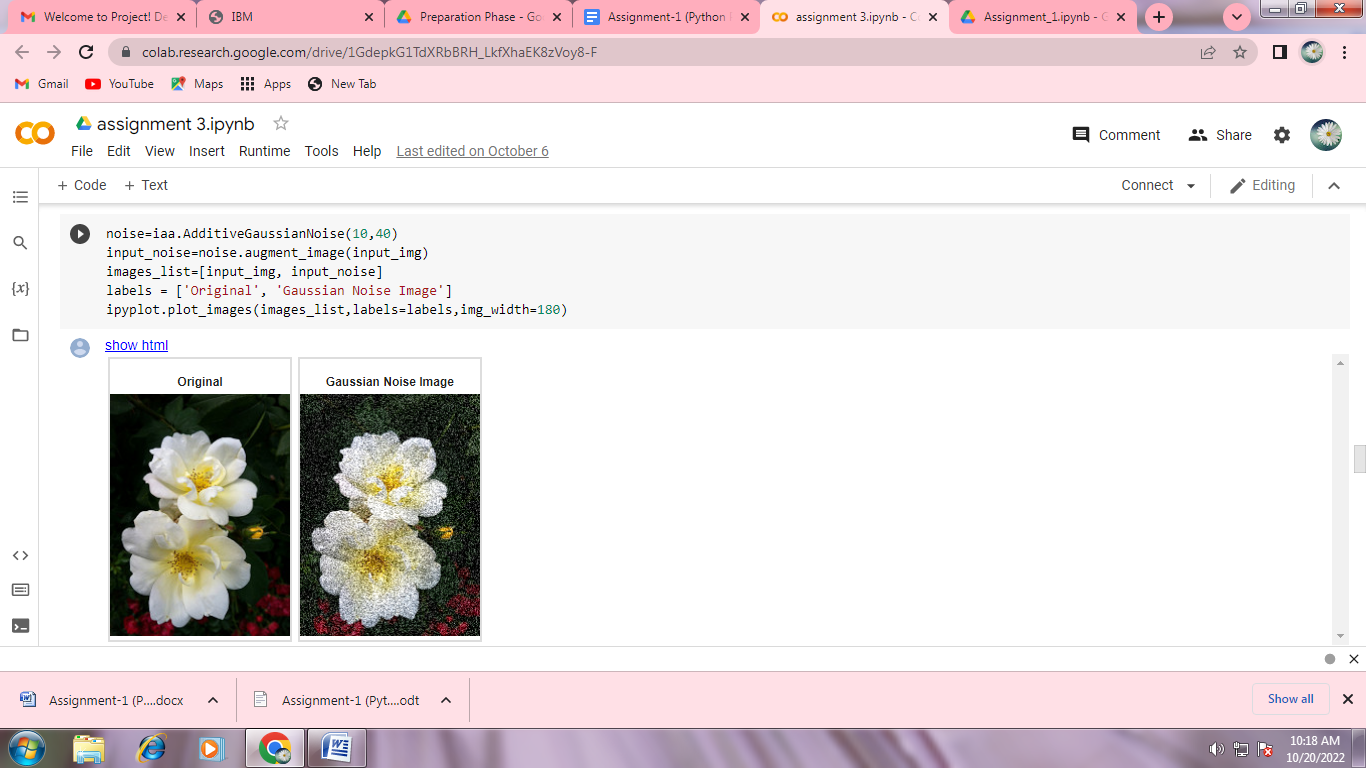 Welcome to Project! De
IBM
Preparation Phase - Go
Assignment-1 (Python
assignment 3.ipynb - C
Assignment_1.ipynb - G
colab.research.google.com/drive/1GdepkG1TdXRbBRH_LkfXhaEK8zVoy8-F
Gmail
YouTube
Maps
Apps
New Tab
assignment 3.ipynb
Comment
Share
File Edit View Insert Runtime Tools Help Last edited on October 6
+ Code + Text
Connect
Editing
{x}
noise=iaa.AdditiveGaussianNoise(10,40)
input_noise=noise.augment_image(input_img)
images_list=[input_img, input_noise]
labels = ['Original', 'Gaussian Noise Image']
ipyplot.plot_images(images_list,labels=labels,img_width=180)
show html
Original
Gaussian Noise Image
Assignment-1 (P....docx
Assignment-1 (Pyt....odt
Show all
10:18 AM
10/20/2022